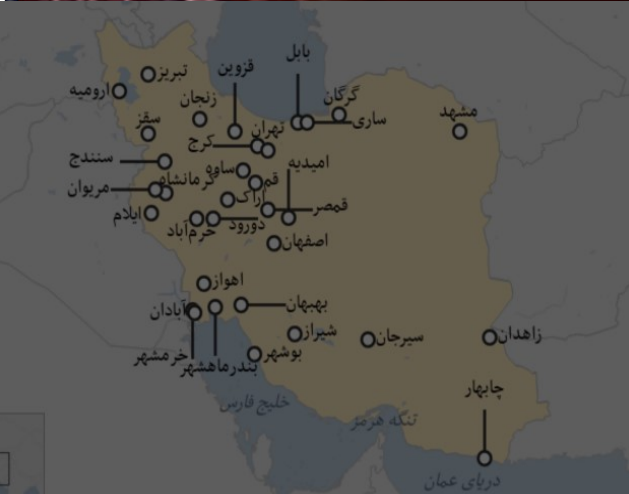 بابل
قزوین
تبریز
ارومیه
زنجان
گرگان
مشهد
ساری
سقز
تهران
کرج
سنندج
امیدیه
ساوه
کرمانشاه
قم
مریوان
اراک
قمصر
ایلام
دورود
خرم‌آباد
اصفهان
اهواز
بهبهان
آبادان
شیراز
سیرجان
زاهدان
خرمشهر
بوشهر
بندرماهشهر
چابهار
خلیج فارس
تنگه هرمز
دریای عمان